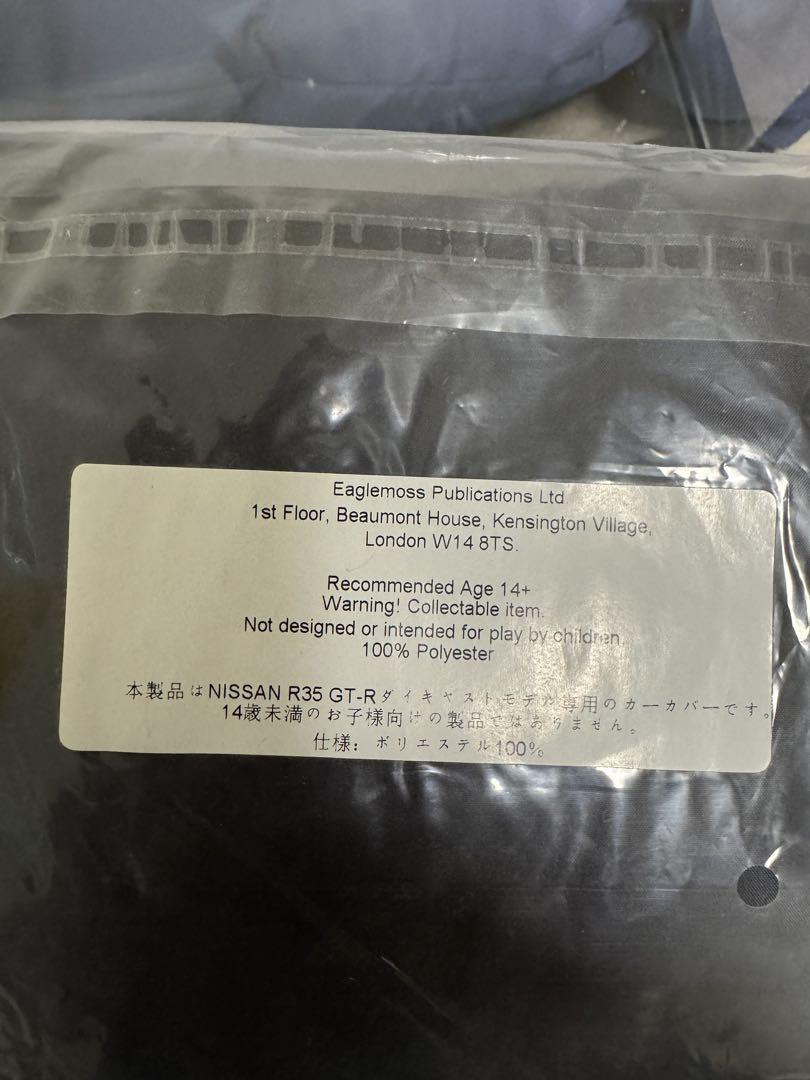 Eaglemoss Publications Ltd
1st Floor, Beaumont House, Kensington Village,
London W14 8TS.
Recommended Age 14+
Warning! Collectable item.
Not designed or intended for play by children.
100% Polyester
本製品はNISSAN R35 GT-Rダイキャストモデル専用のカーカバーです。
14歳未満のお子様向けの製品ではありません。
仕様: ポリエステル100%